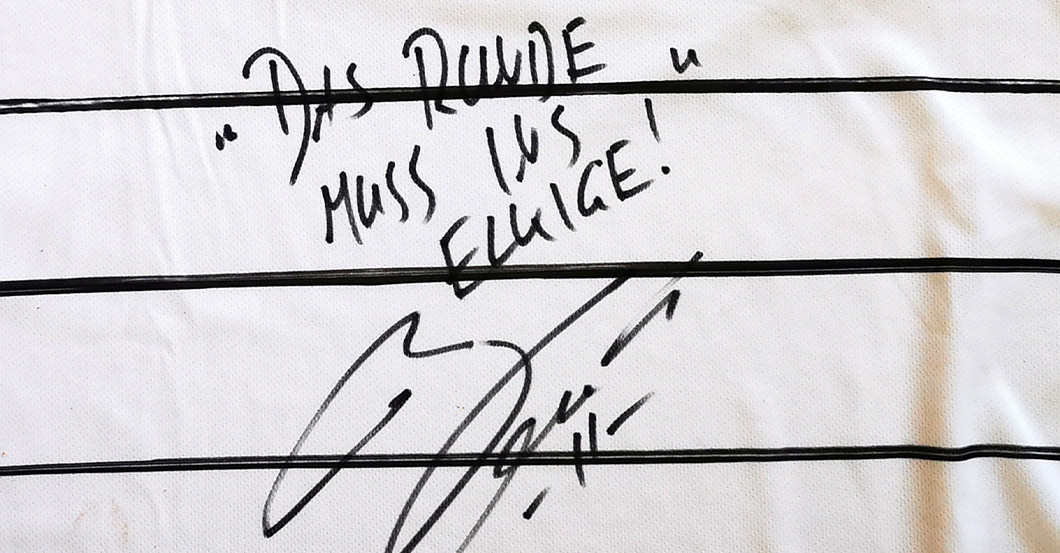 „DAS RUNDE “
MUSS INS
ECKIGE!